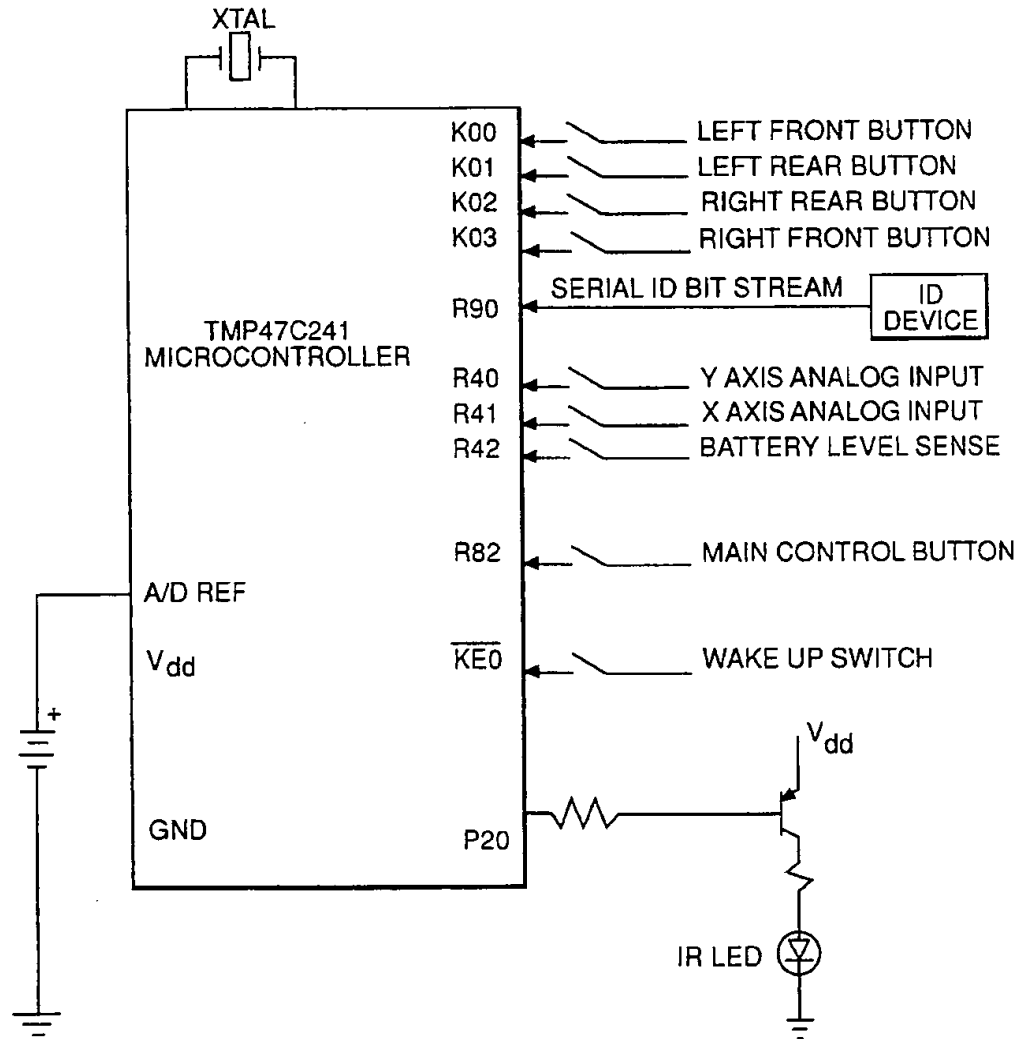 XTAL
K00 LEFT FRONT BUTTON
K01 LEFT REAR BUTTON
K02 RIGHT REAR BUTTON
K03 RIGHT FRONT BUTTON
R90 SERIAL ID BIT STREAM
ID
DEVICE
TMP47C241
MICROCONTROLLER
R40 Y AXIS ANALOG INPUT
R41 X AXIS ANALOG INPUT
R42 BATTERY LEVEL SENSE
R82 MAIN CONTROL BUTTON
A/D REF
Vdd
K̅E̅0̅ WAKE UP SWITCH
+
Vdd
GND
P20
IR LED